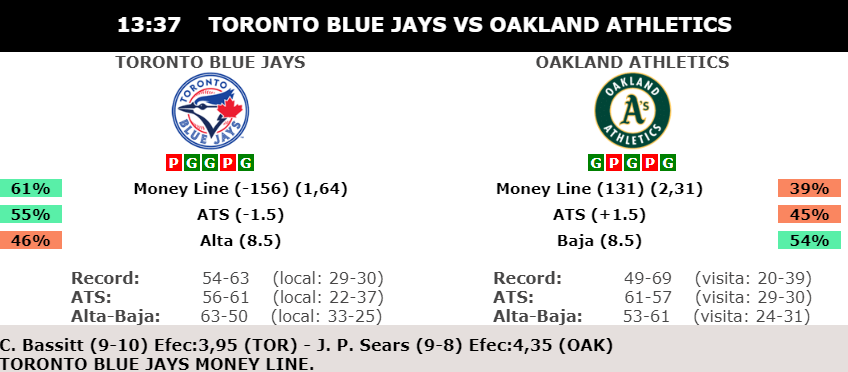 13:37 TORONTO BLUE JAYS VS OAKLAND ATHLETICS
TORONTO BLUE JAYS OAKLAND ATHLETICS
TORONTO BLUE JAYS
OAKLAND A's ATHLETICS
P G G P G G P G P G
61% Money Line (-156) (1,64) Money Line (131) (2,31) 39%
55% ATS (-1.5) ATS (+1.5) 45%
46% Alta (8.5) Baja (8.5) 54%
Record: 54-63 (local: 29-30) Record: 49-69 (visita: 20-39)
ATS: 56-61 (local: 22-37) ATS: 61-57 (visita: 29-30)
Alta-Baja: 63-50 (local: 33-25) Alta-Baja: 53-61 (visita: 24-31)
C. Bassitt (9-10) Efec:3,95 (TOR) - J. P. Sears (9-8) Efec:4,35 (OAK)
TORONTO BLUE JAYS MONEY LINE.